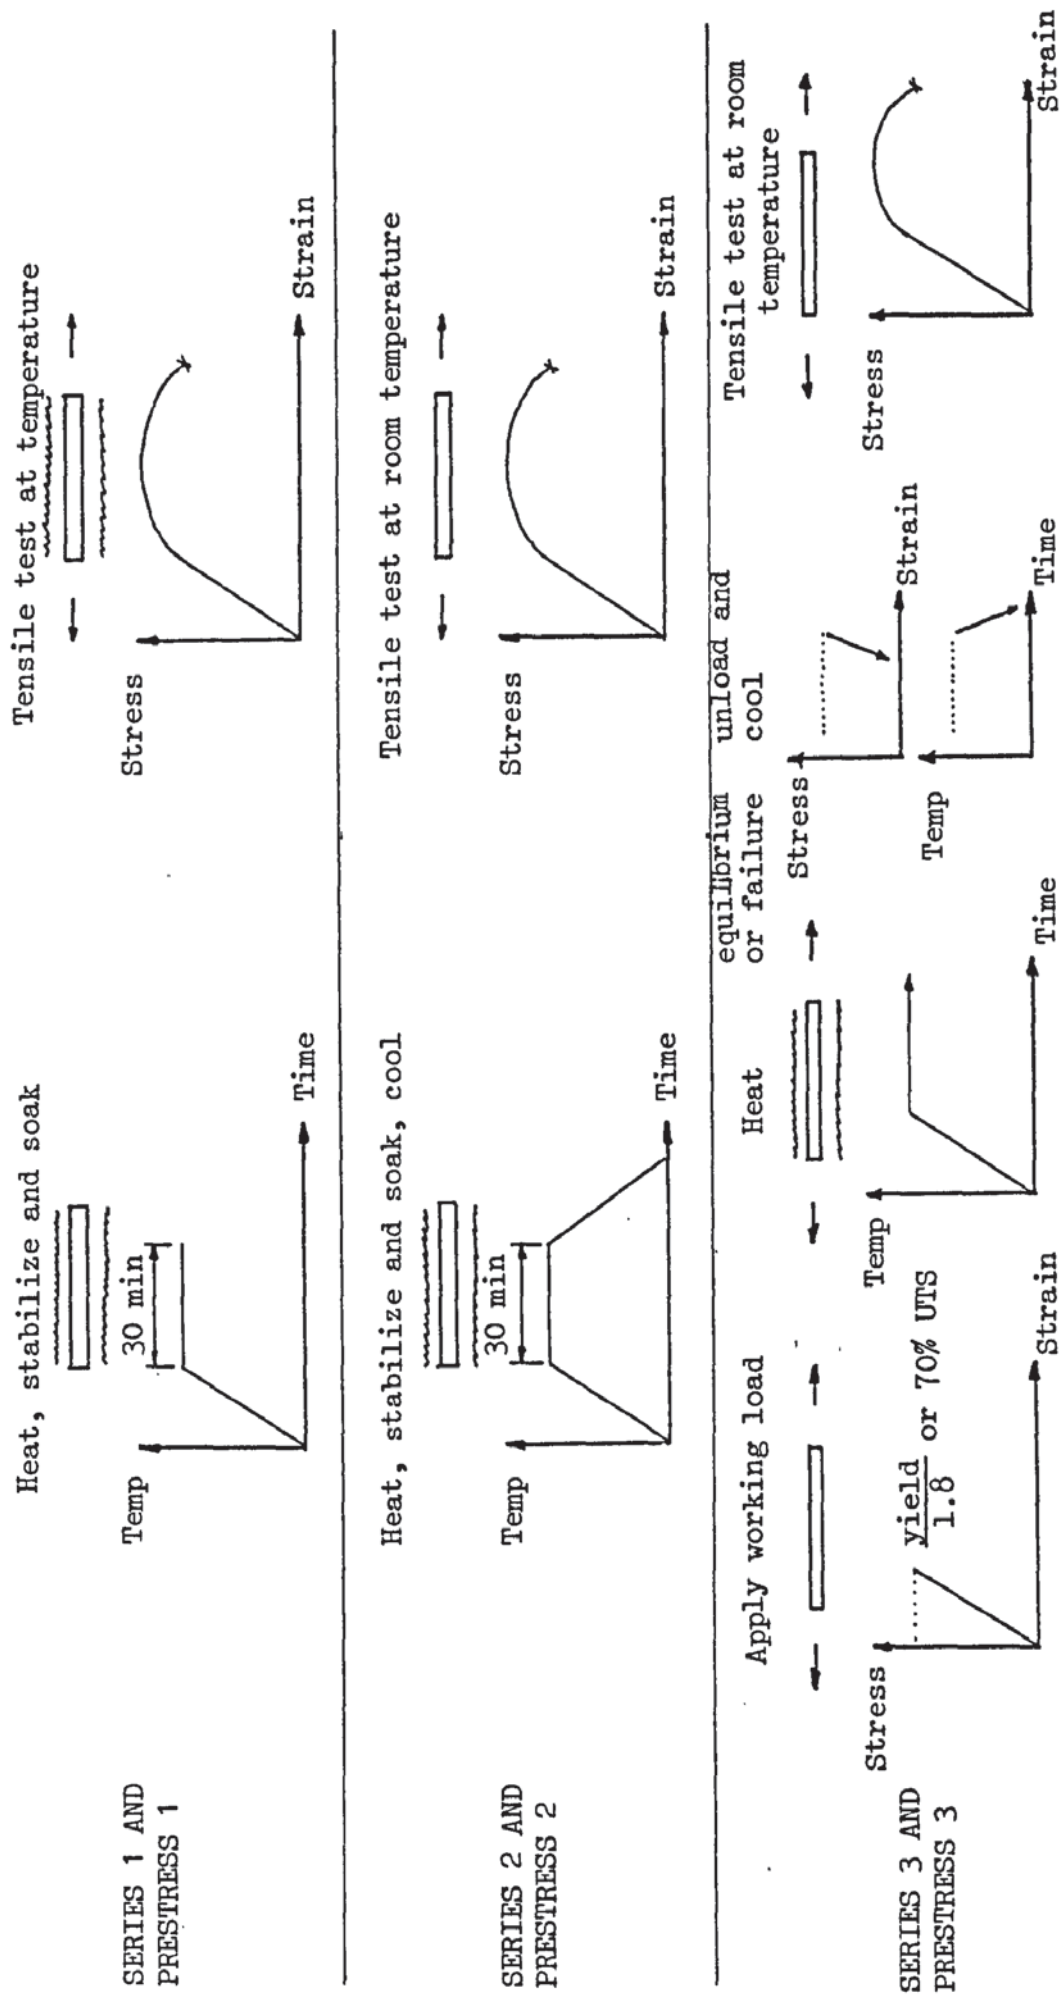 SERIES 1 AND
PRESTRESS 1
Heat, stabilize and soak
30 min
Temp
Time
Tensile test at temperature
Stress
Strain
SERIES 2 AND
PRESTRESS 2
Heat, stabilize and soak, cool
30 min
Temp
Time
Tensile test at room temperature
Stress
Strain
SERIES 3 AND
PRESTRESS 3
Apply working load
Stress
yield
1.8
or 70% UTS
Strain
Heat
Temp
Time
equilibrium
or failure
unload and
cool
Stress
Strain
Temp
Time
Tensile test at room
temperature
Stress
Strain